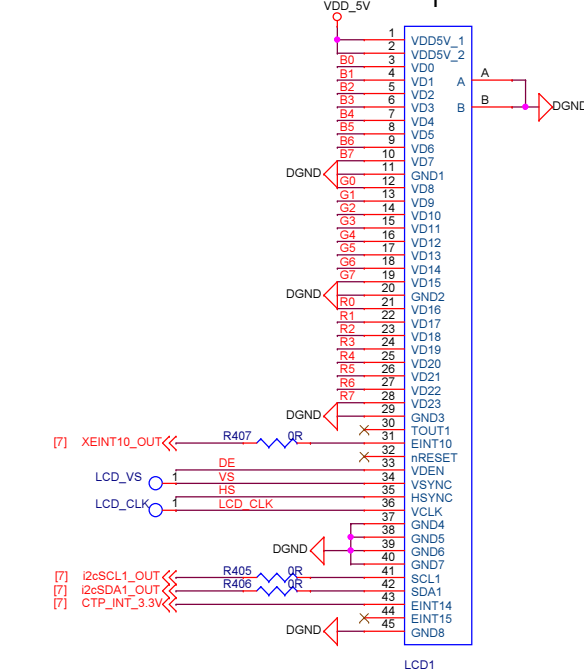 VDD_5V
1 VDD5V_1
2 VDD5V_2
B0 3 VD0
B1 4 VD1 A A
B2 5 VD2
B3 6 VD3 B B DGND
B4 7 VD4
B5 8 VD5
B6 9 VD6
B7 10 VD7
DGND 11 GND1
G0 12 VD8
G1 13 VD9
G2 14 VD10
G3 15 VD11
G4 16 VD12
G5 17 VD13
G6 18 VD14
G7 19 VD15
DGND 20 GND2
R0 21 VD16
R1 22 VD17
R2 23 VD18
R3 24 VD19
R4 25 VD20
R5 26 VD21
R6 27 VD22
R7 28 VD23
DGND 29 GND3
30 TOUT1
[7] XEINT10_OUT R407 0R 31 EINT10
32 nRESET
DE 33 VDEN
LCD_VS 1 VS 34 VSYNC
HS 35 HSYNC
LCD_CLK 1 LCD_CLK 36 VCLK
37 GND4
38 GND5
DGND 39 GND6
40 GND7
[7] i2cSCL1_OUT R405 0R 41 SCL1
[7] i2cSDA1_OUT R406 0R 42 SDA1
[7] CTP_INT_3.3V 43 EINT14
44 EINT15
DGND 45 GND8
LCD1